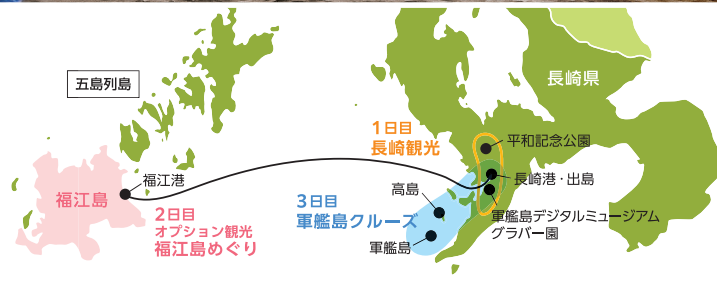 五島列島
長崎県
1日目
長崎観光
平和記念公園
福江港
長崎港・出島
福江島
高島
3日目
軍艦島クルーズ
2日目
オプション観光
福江島めぐり
軍艦島デジタルミュージアム
グラバー園
軍艦島